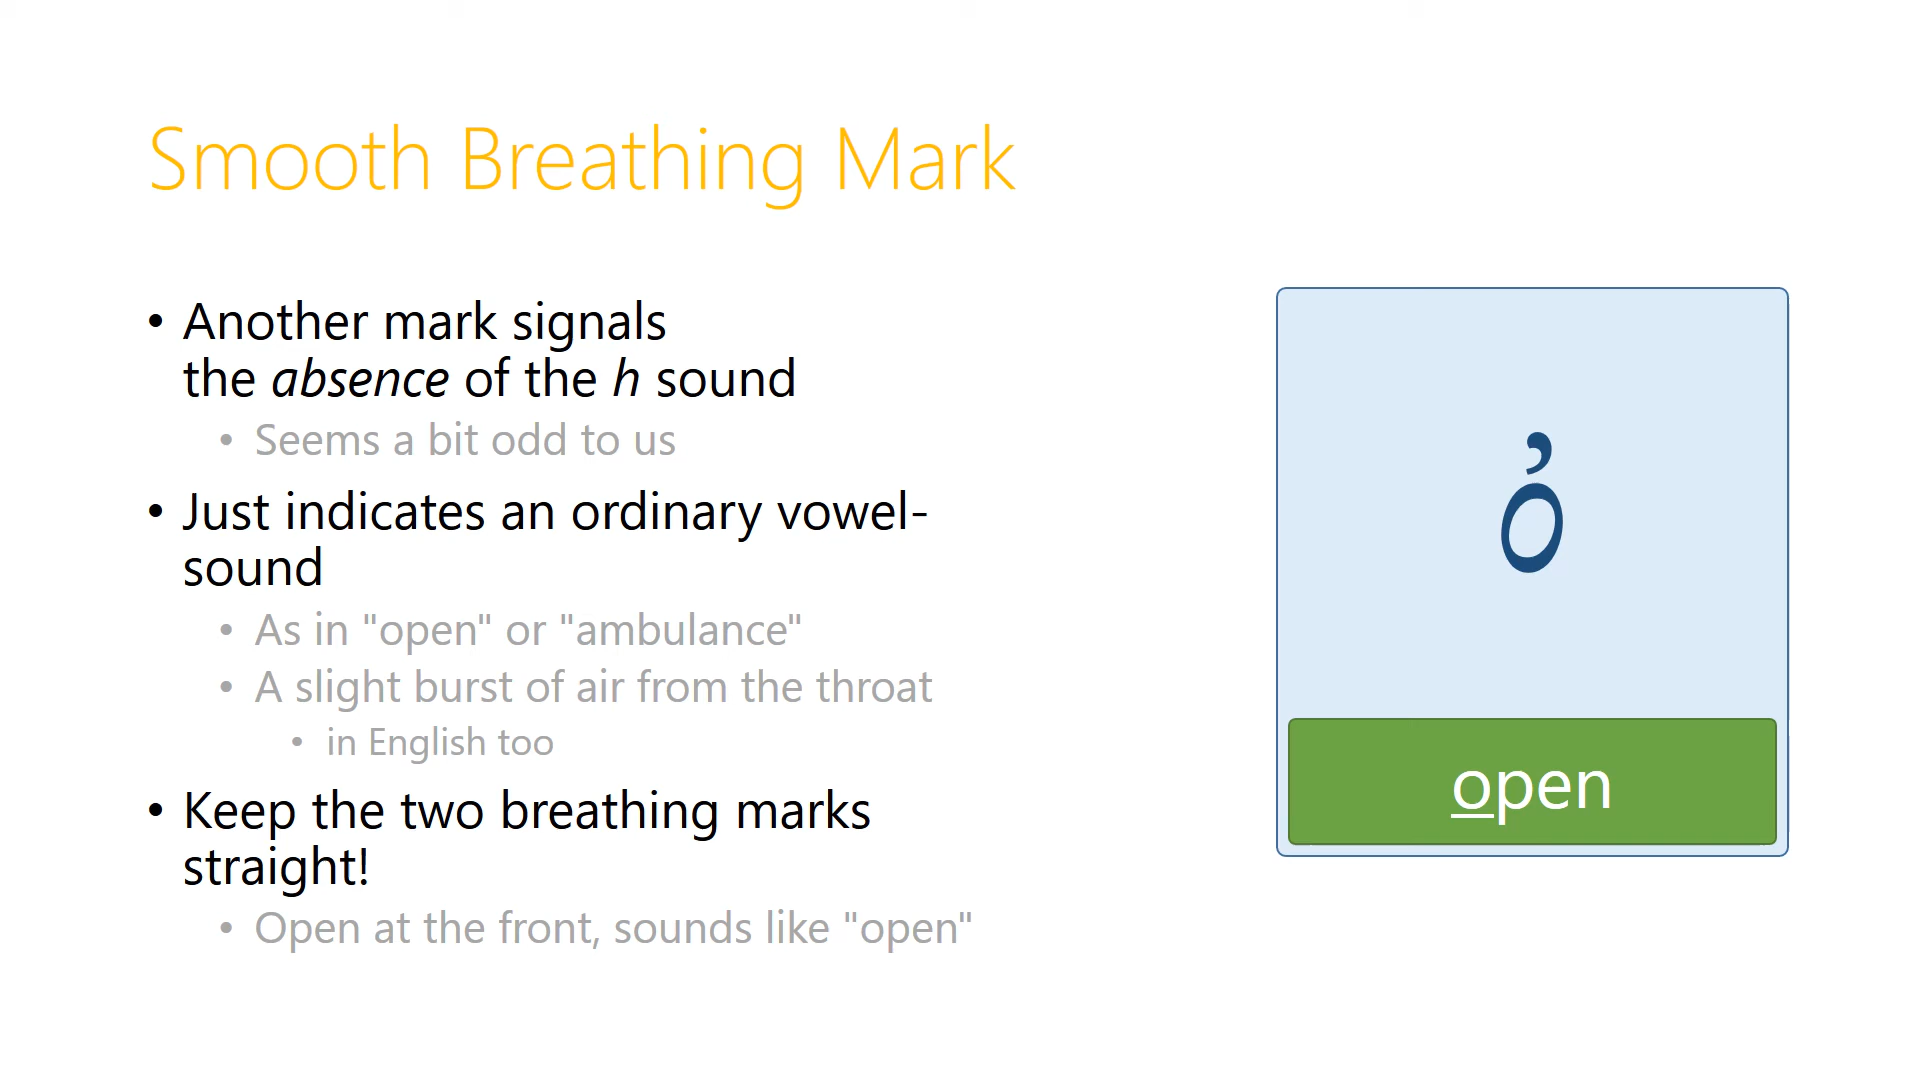 Smooth Breathing Mark
• Another mark signals
the absence of the h sound
• Seems a bit odd to us
• Just indicates an ordinary vowel-
sound
• As in "open" or "ambulance"
• A slight burst of air from the throat
• in English too
• Keep the two breathing marks
straight!
• Open at the front, sounds like "open"
ὀ
open